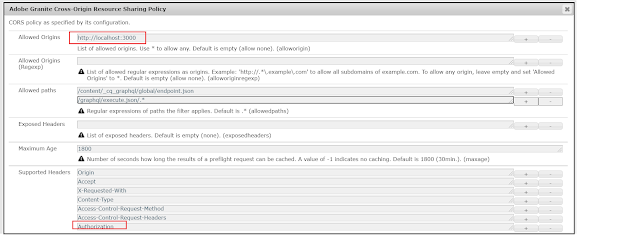 Adobe Granite Cross-Origin Resource Sharing Policy
CORS policy as specified by its configuration.
Allowed Origins
http://localhost:3000
+ -
List of allowed origins. Use * to allow any. Default is empty (allow none). (alloworigin)
Allowed Origins (Regexp)
+ -
List of allowed regular expressions as origins. Example: 'http://.*\.example\.com' to allow all subdomains of example.com. To allow any origin, leave empty and set 'Allowed
Origins' to *. Default is empty (allow none). (alloworiginregexp)
Allowed paths
/content/_cq_graphql/global/endpoint.json
+ -
/graphql/execute.json/.*
+ -
Regular expressions of paths the filter applies. Default is .* (allowedpaths)
Exposed Headers
+ -
List of exposed headers. Default is empty (none). (exposedheaders)
Maximum Age
1800
Number of seconds how long the results of a preflight request can be cached. A value of -1 indicates no caching. Default is 1800 (30min.). (maxage)
Supported Headers
Origin
+ -
Accept
+ -
X-Requested-With
+ -
Content-Type
+ -
Access-Control-Request-Method
+ -
Access-Control-Request-Headers
+ -
Authorization
+ -